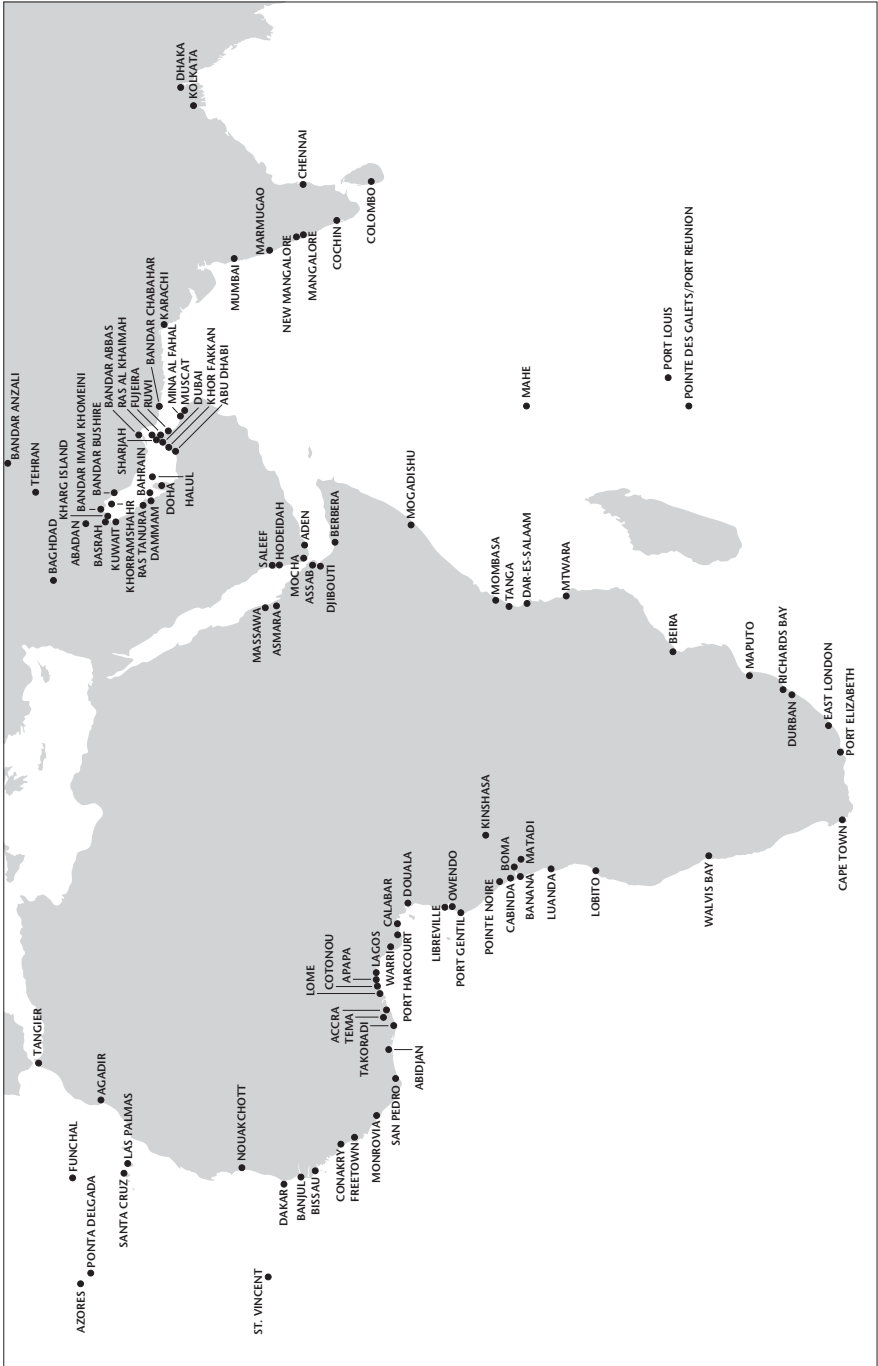 BANDAR ANZALI
TEHRAN
BAGHDAD
ABADAN
KHARG ISLAND
BANDAR IMAM KHOMEINI
BANDAR BUSHIRE
BASRAH
KUWAIT
KHORRAMSHAHR
RAS TANURA
DAMMAM
BAHRAIN
SHARJAH
DOHA
HALUL
BANDAR ABBAS
RAS AL KHAIMAH
FUJEIRA
RUWI
BANDAR CHABAHAR
KARACHI
MINA AL FAHAL
MUSCAT
DUBAI
KHOR FAKKAN
ABU DHABI
DHAKA
KOLKATA
MUMBAI
MARMUGAO
NEW MANGALORE
MANGALORE
CHENNAI
COCHIN
COLOMBO
SALEEF
HODEIDAH
MOCHA
ADEN
ASSAB
DJIBOUTI
BERBERA
MASSAWA
ASMARA
MOGADISHU
MOMBASA
TANGA
DAR-ES-SALAAM
MTWARA
MAHE
PORT LOUIS
POINTE DES GALETS/PORT REUNION
BEIRA
MAPUTO
RICHARDS BAY
DURBAN
EAST LONDON
PORT ELIZABETH
CAPE TOWN
WALVIS BAY
LOBITO
LUANDA
MATADI
BANANA
BOMA
CABINDA
POINTE NOIRE
KINSHASA
PORT GENTIL
OWENDO
LIBREVILLE
DOUALA
CALABAR
PORT HARCOURT
WARRI
LAGOS
APAPA
COTONOU
LOME
ACCRA
TEMA
TAKORADI
ABIDJAN
SAN PEDRO
MONROVIA
FREETOWN
CONAKRY
BISSAU
BANJUL
DAKAR
NOUAKCHOTT
ST. VINCENT
TANGIER
AGADIR
LAS PALMAS
SANTA CRUZ
FUNCHAL
PONTA DELGADA
AZORES